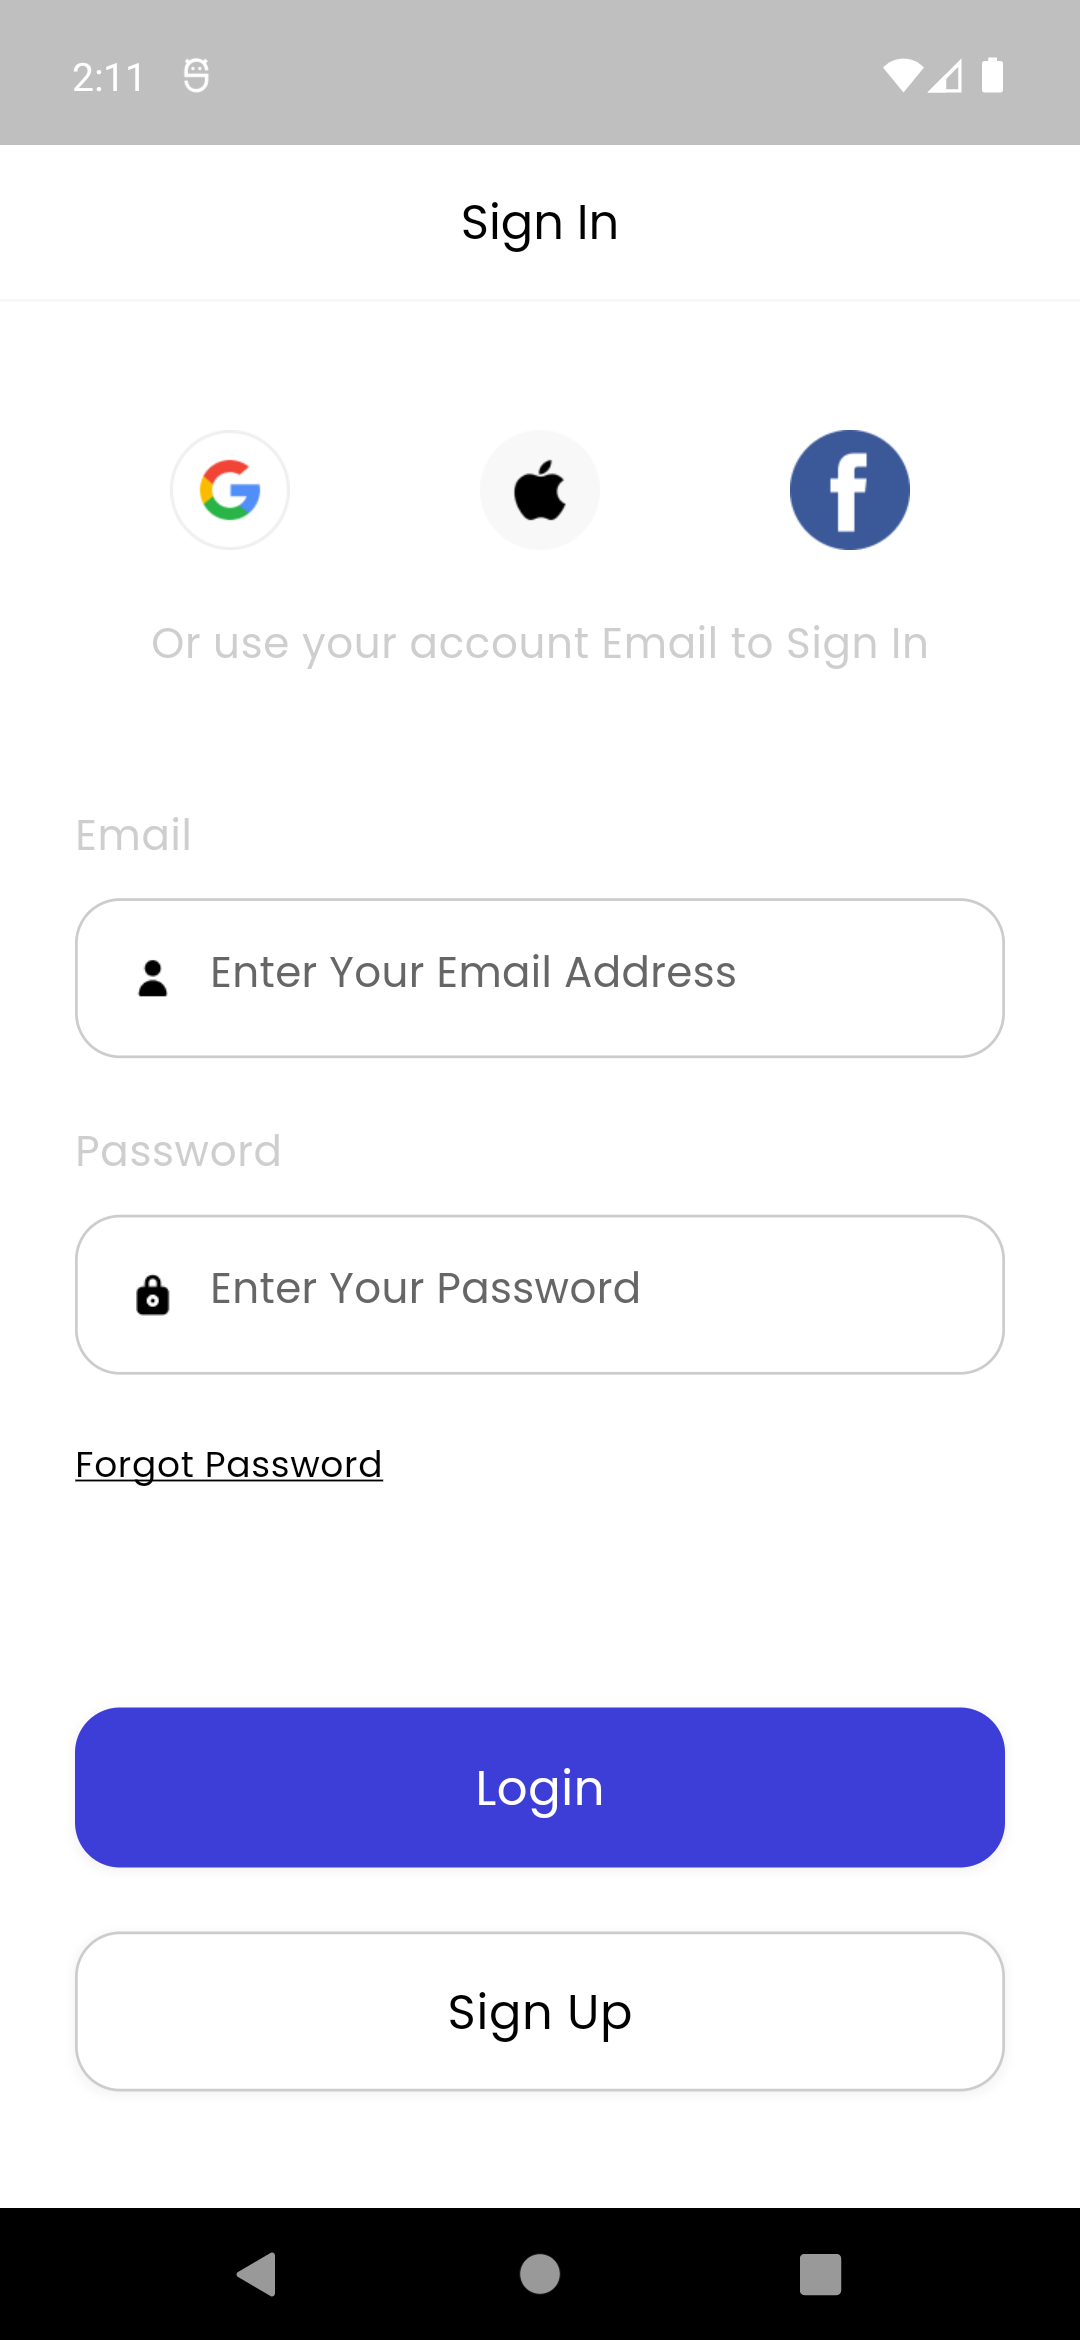 2:11
Sign In
Or use your account Email to Sign In
Email
Enter Your Email Address
Password
Enter Your Password
Forgot Password
Login
Sign Up